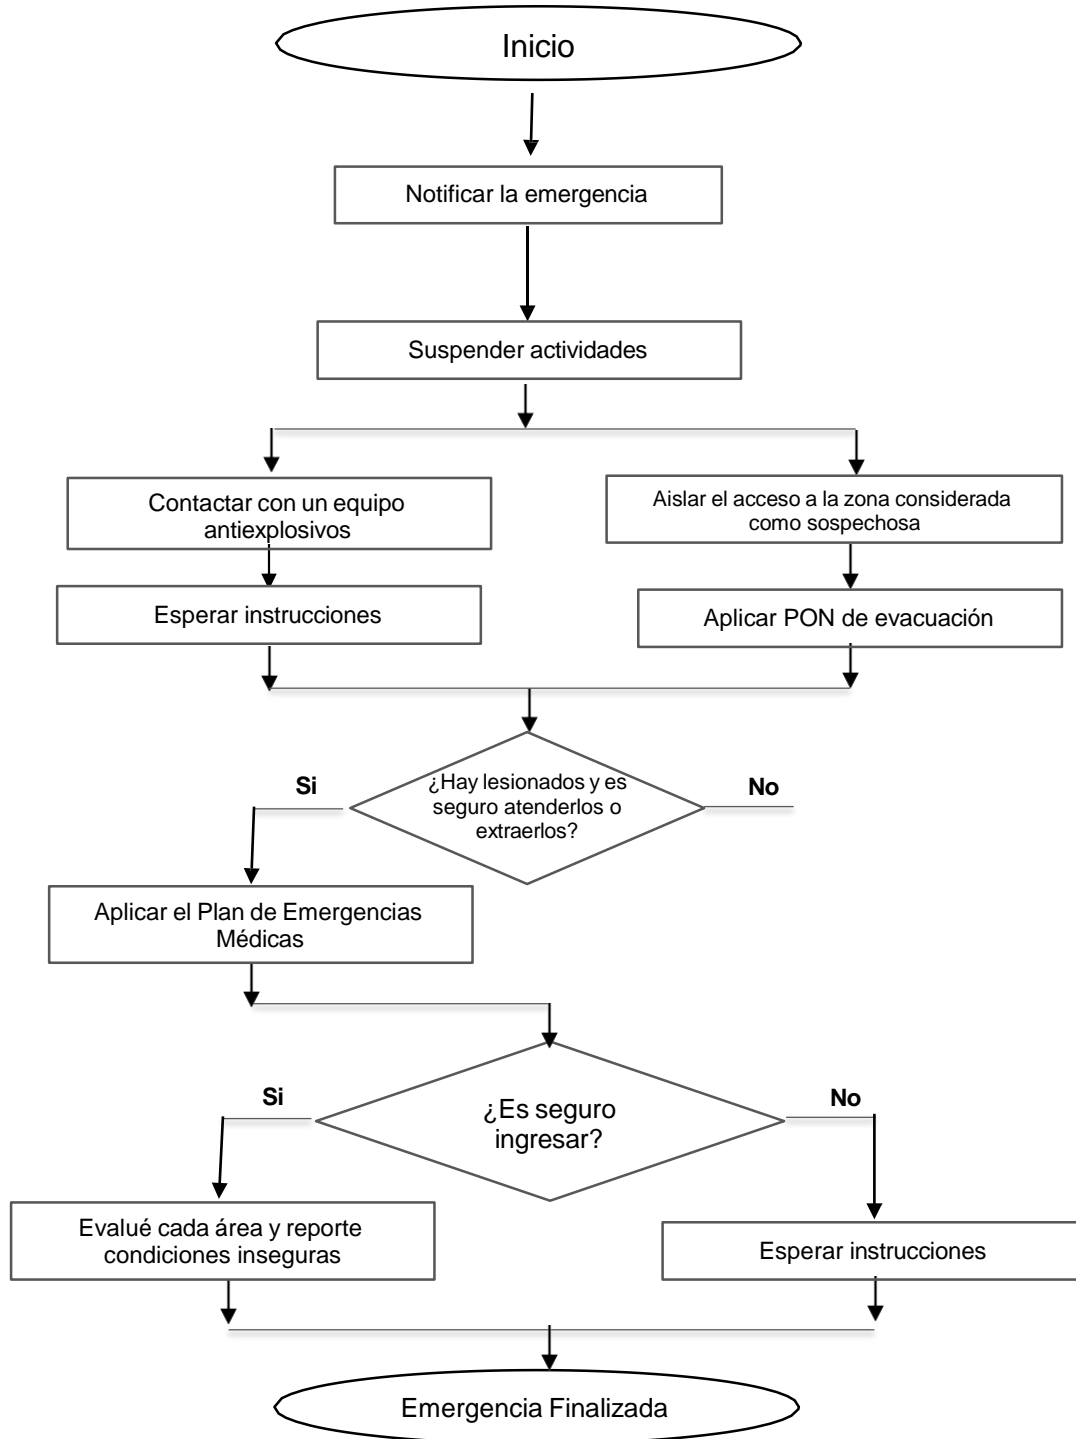 Inicio
Notificar la emergencia
Suspender actividades
Contactar con un equipo
antiexplosivos
Aislar el acceso a la zona considerada
como sospechosa
Esperar instrucciones
Aplicar PON de evacuación
¿Hay lesionados y es
seguro atenderlos o
extraerlos?
Si
No
Aplicar el Plan de Emergencias
Médicas
¿Es seguro
ingresar?
Si
No
Evalué cada área y reporte
condiciones inseguras
Esperar instrucciones
Emergencia Finalizada